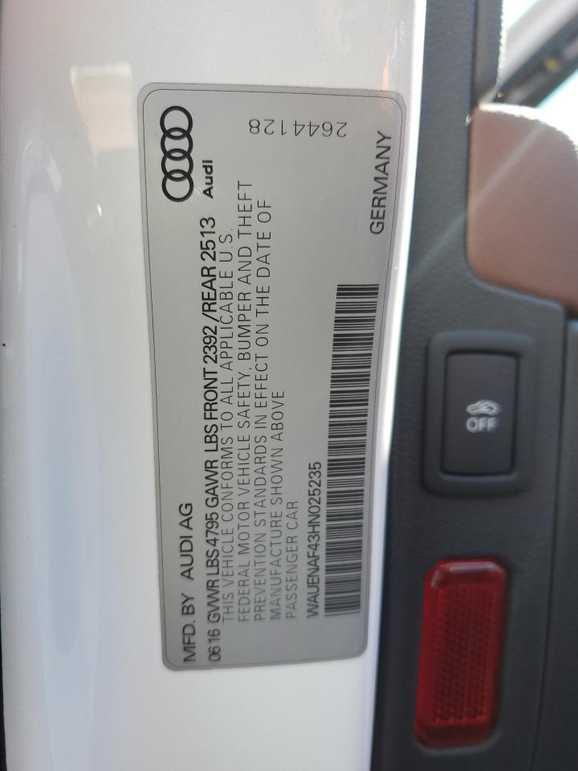 MFD. BY AUDI AG
Audi
2644128
06 16 GVWR LBS 4795 GAWR LBS FRONT 2392 /REAR 2513
THIS VEHICLE CONFORMS TO ALL APPLICABLE U.S.
FEDERAL MOTOR VEHICLE SAFETY, BUMPER AND THEFT
PREVENTION STANDARDS IN EFFECT ON THE DATE OF
MANUFACTURE SHOWN ABOVE
PASSENGER CAR
GERMANY
WAUENAF43HN025235
OFF